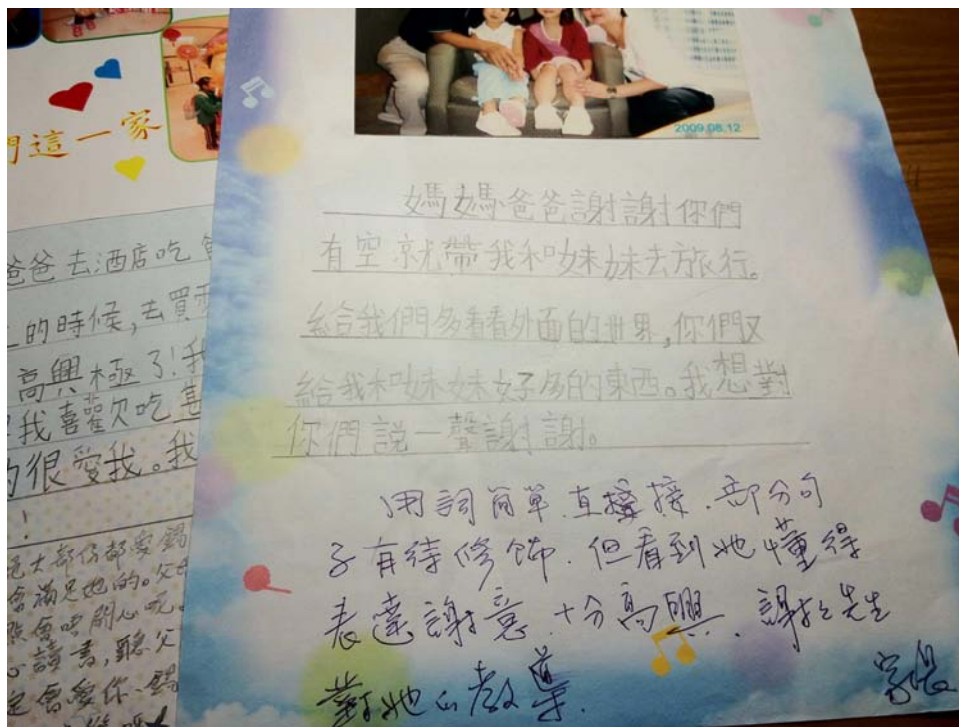 們這一家
爸爸去酒店吃
的時候,去買
高興極了!我
我喜歡吃甚
的很愛我。我
!
2009.08.12
媽媽爸爸謝謝你們
有空就帶我和妹妹去旅行。
給我們多看看外面的世界,你們又
給我和妹妹好多的東西。我想對
你們說一聲謝謝。
用詞簡單直接.部分句
子有待修飾.但看到她懂得
表達謝意.十分高興.謝謝先生
對她的教導.
家長